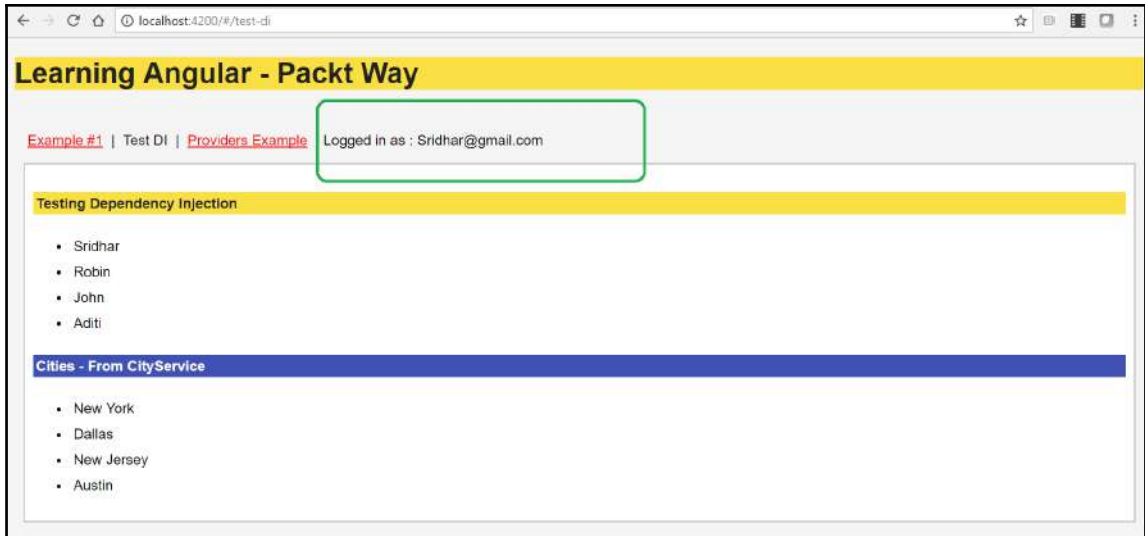 localhost:4200/#/test-di
Learning Angular - Packt Way
Example #1 | Test DI | Providers Example Logged in as : Sridhar@gmail.com
Testing Dependency Injection
• Sridhar
• Robin
• John
• Aditi
Cities - From CityService
• New York
• Dallas
• New Jersey
• Austin